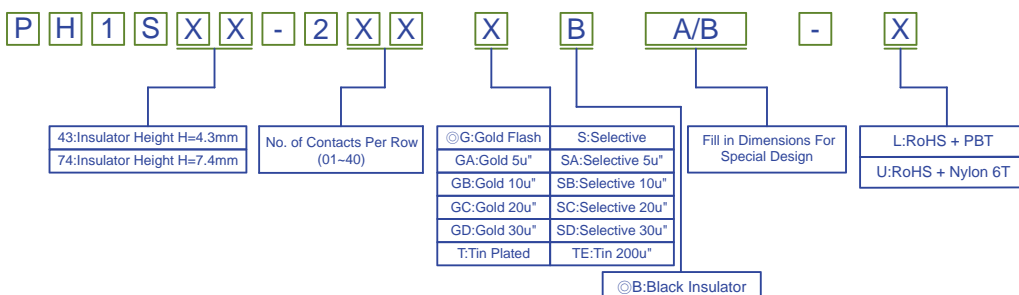 P H 1 S X X - 2 X X X B A/B - X
43:Insulator Height H=4.3mm
74:Insulator Height H=7.4mm
No. of Contacts Per Row
(01~40)
◎G:Gold Flash S:Selective
GA:Gold 5u" SA:Selective 5u"
GB:Gold 10u" SB:Selective 10u"
GC:Gold 20u" SC:Selective 20u"
GD:Gold 30u" SD:Selective 30u"
T:Tin Plated TE:Tin 200u"
Fill in Dimensions For
Special Design
L:RoHS + PBT
U:RoHS + Nylon 6T
◎B:Black Insulator